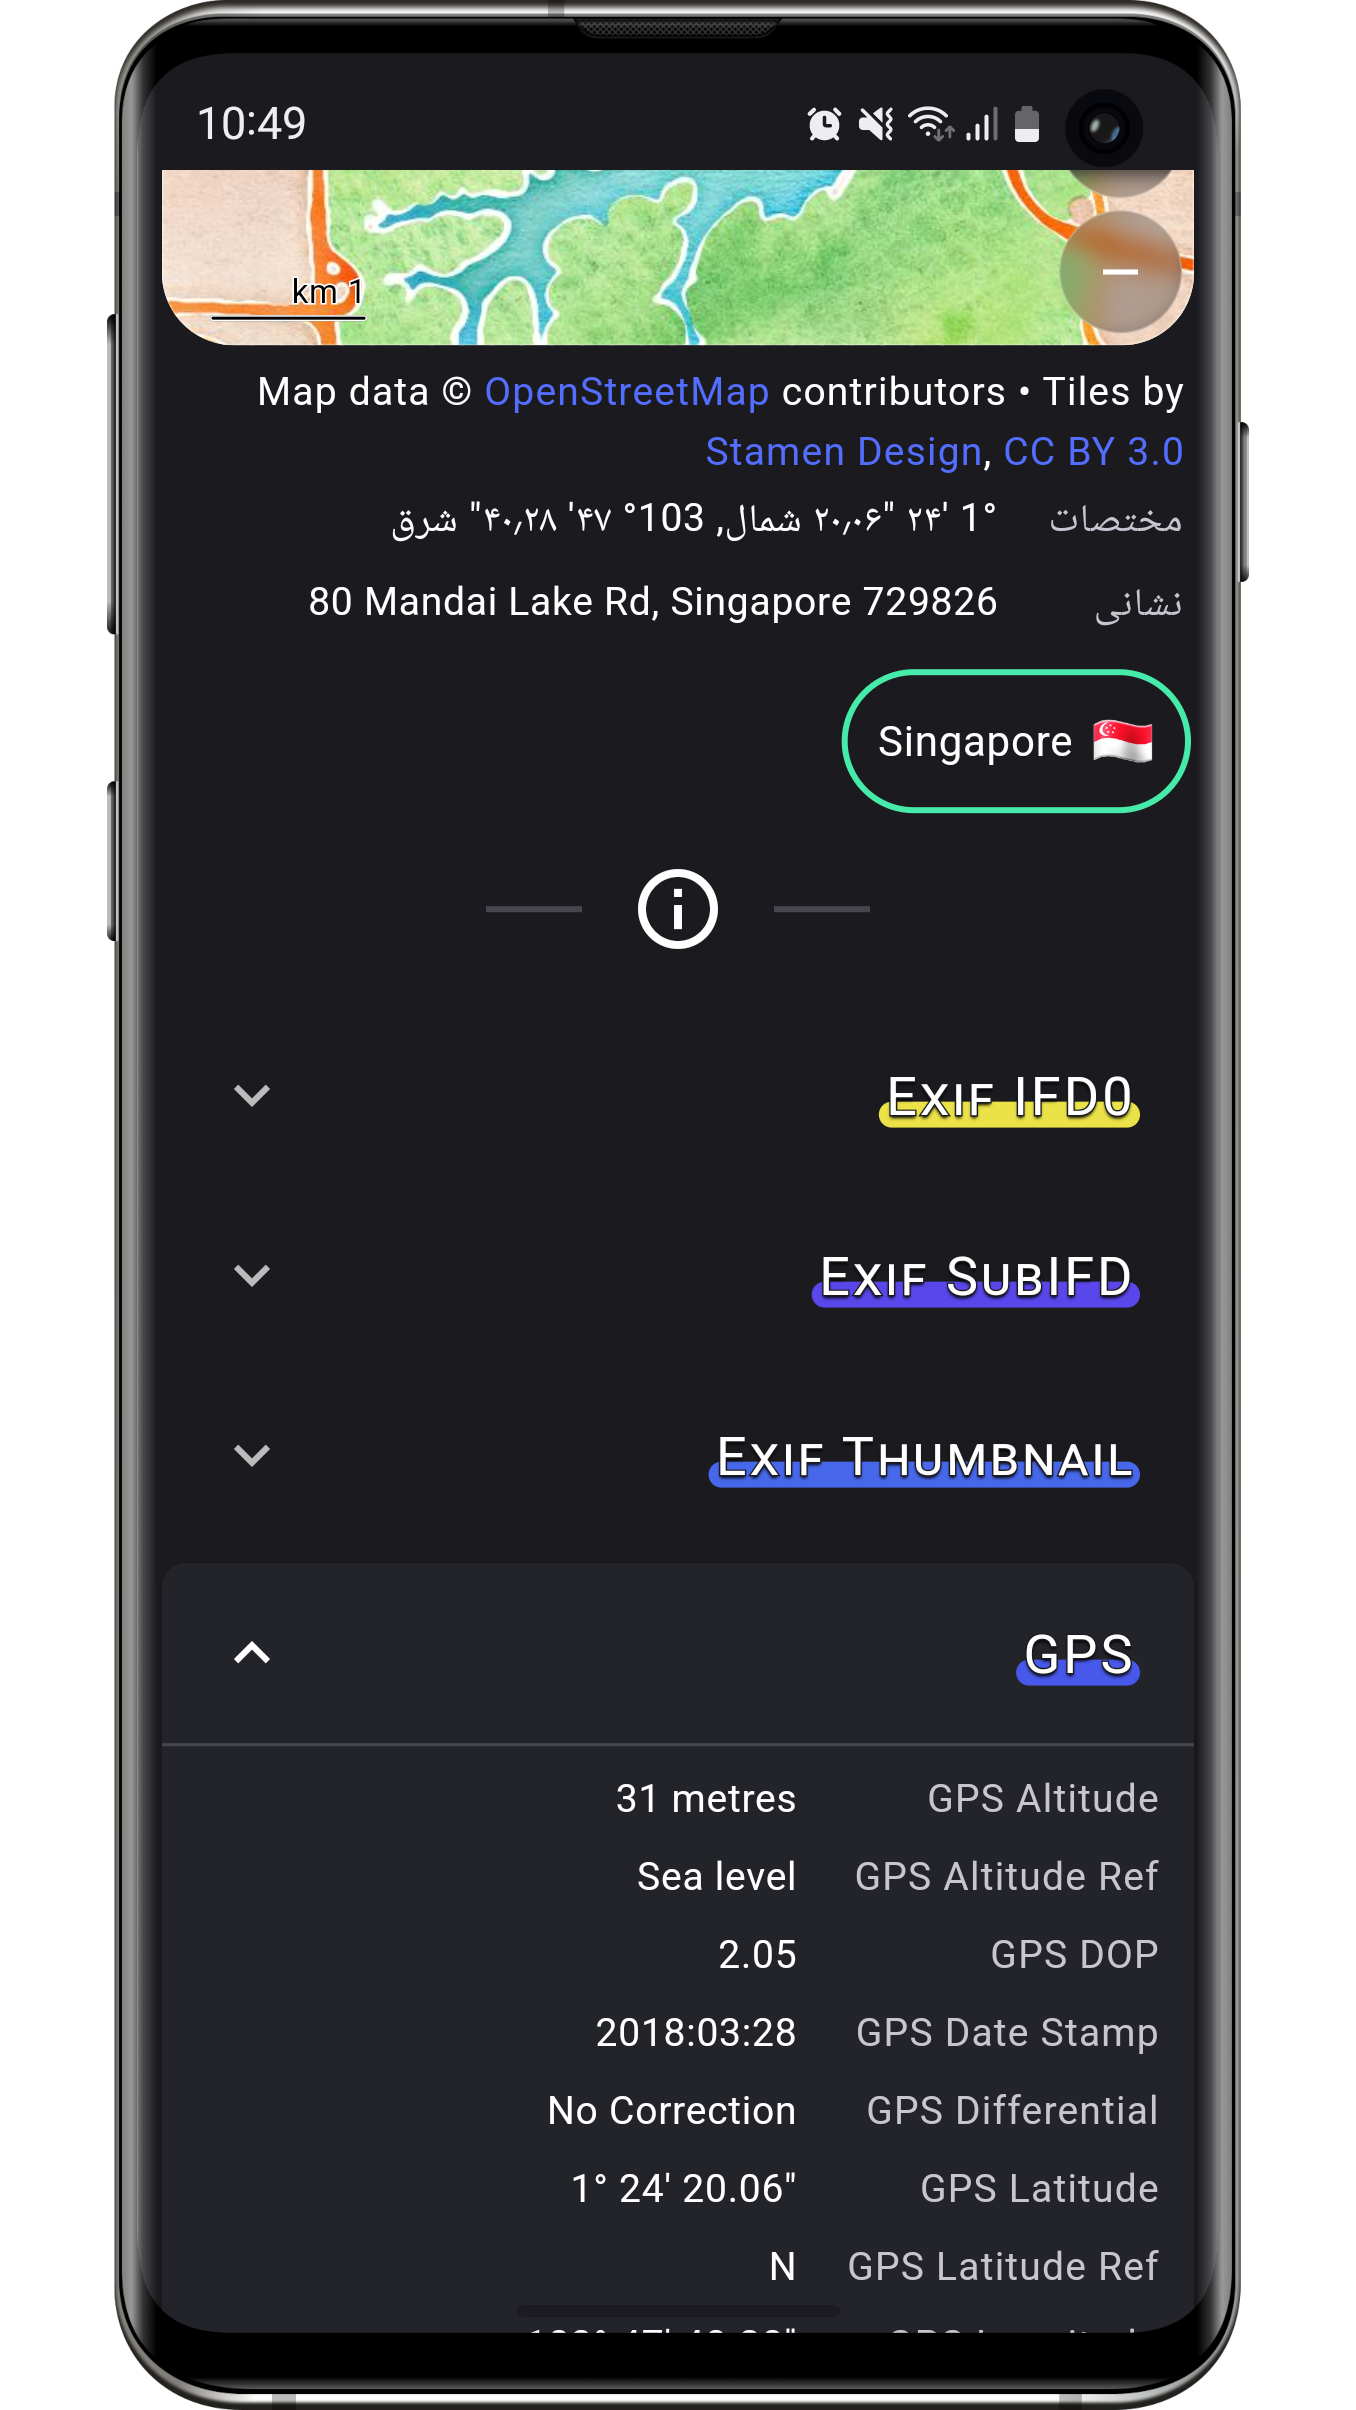 10:49
1 km
Map data © OpenStreetMap contributors • Tiles by
Stamen Design, CC BY 3.0
مختصات 1° ۲۴' ۲۰٫۰۶" شمال, 103° ۴۷' ۴۰٫۲۸" شرق
نشانی 80 Mandai Lake Rd, Singapore 729826
Singapore
Exif IFD0
Exif SubIFD
Exif Thumbnail
GPS
GPS Altitude 31 metres
GPS Altitude Ref Sea level
GPS DOP 2.05
GPS Date Stamp 2018:03:28
GPS Differential No Correction
GPS Latitude 1° 24' 20.06"
GPS Latitude Ref N